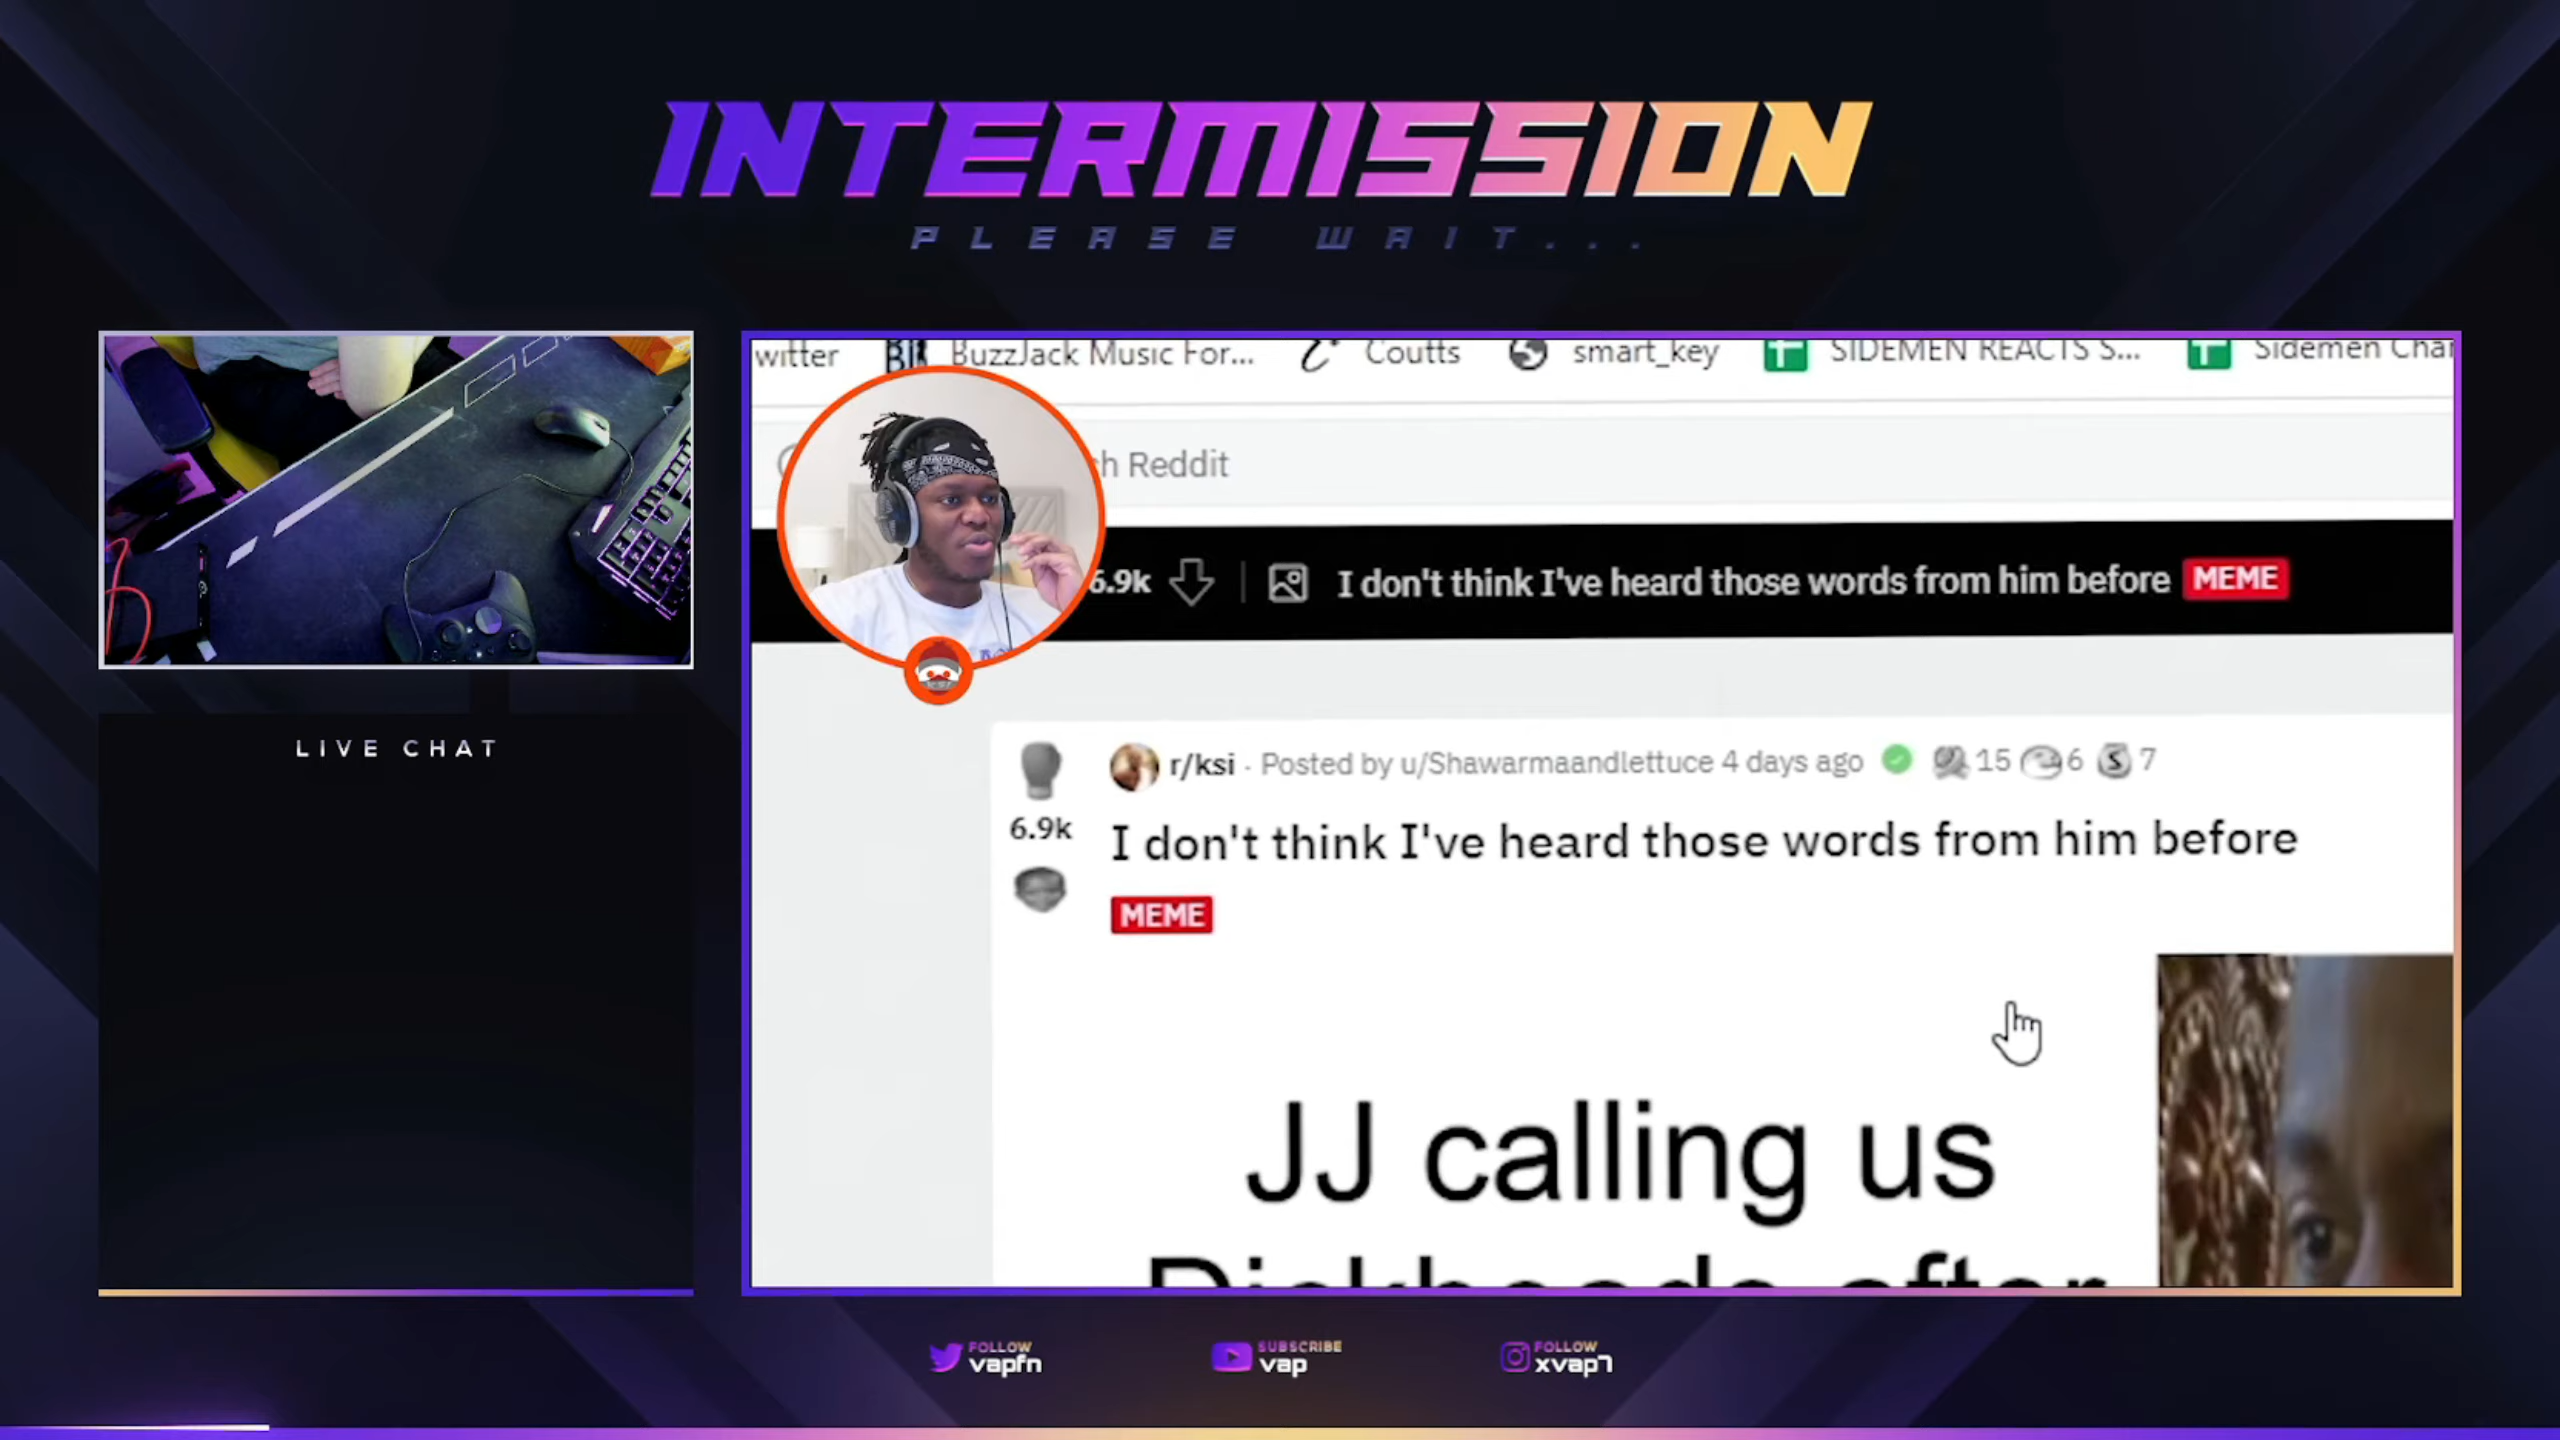 INTERMISSION
PLEASE WAIT...
witter BuzzJack Music For... Coutts smart_key SIDEMEN REACTS S... Sidemen Cha
ch Reddit
6.9k I don't think I've heard those words from him before MEME
r/ksi · Posted by u/Shawarmaandlettuce 4 days ago 15 6 S 7
6.9k
I don't think I've heard those words from him before
MEME
JJ calling us
Dickheads after
LIVE CHAT
FOLLOW
vapfn
SUBSCRIBE
vap
FOLLOW
xvap7